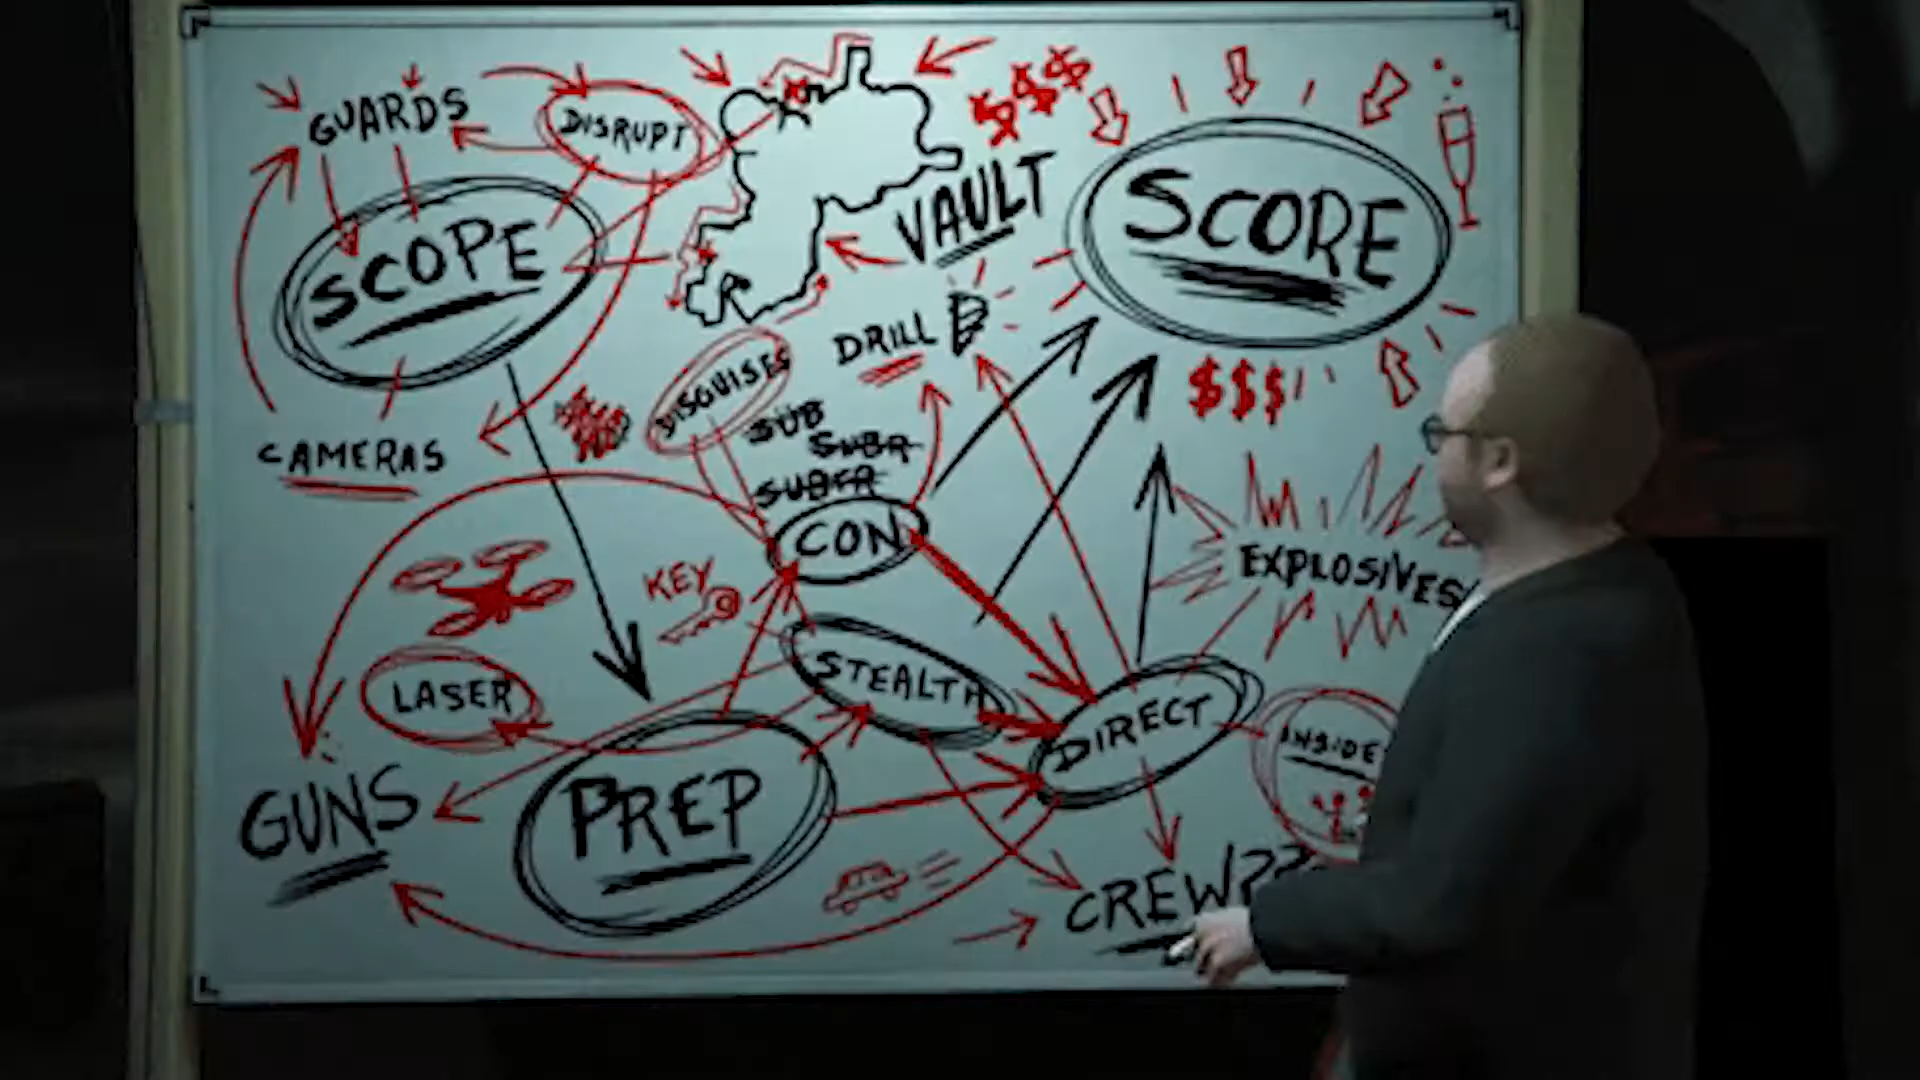 GUARDS
DISRUPT
$$$
SCOPE
VAULT
SCORE
DRILL
$$$
DISGUISES
SUB
SUBR
CAMERAS
SUBER
CON
KEY
EXPLOSIVES
LASER
STEALTH
DIRECT
INSIDE
GUNS
PREP
CREW??